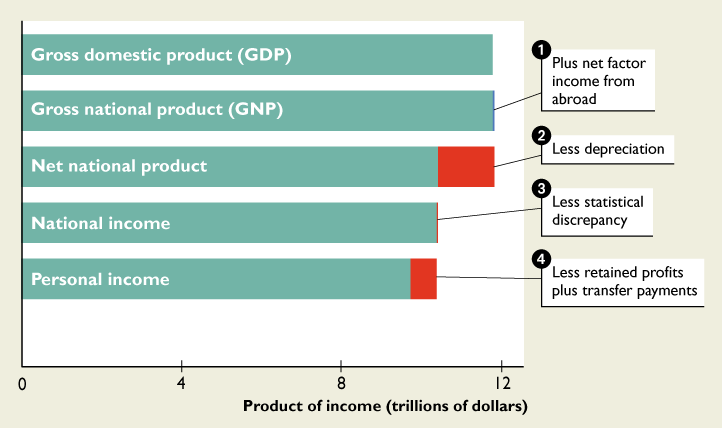 Gross domestic product (GDP)
Gross national product (GNP)
Net national product
National income
Personal income
1
Plus net factor
income from
abroad
2
Less depreciation
3
Less statistical
discrepancy
4
Less retained profits
plus transfer payments
0 4 8 12
Product of income (trillions of dollars)